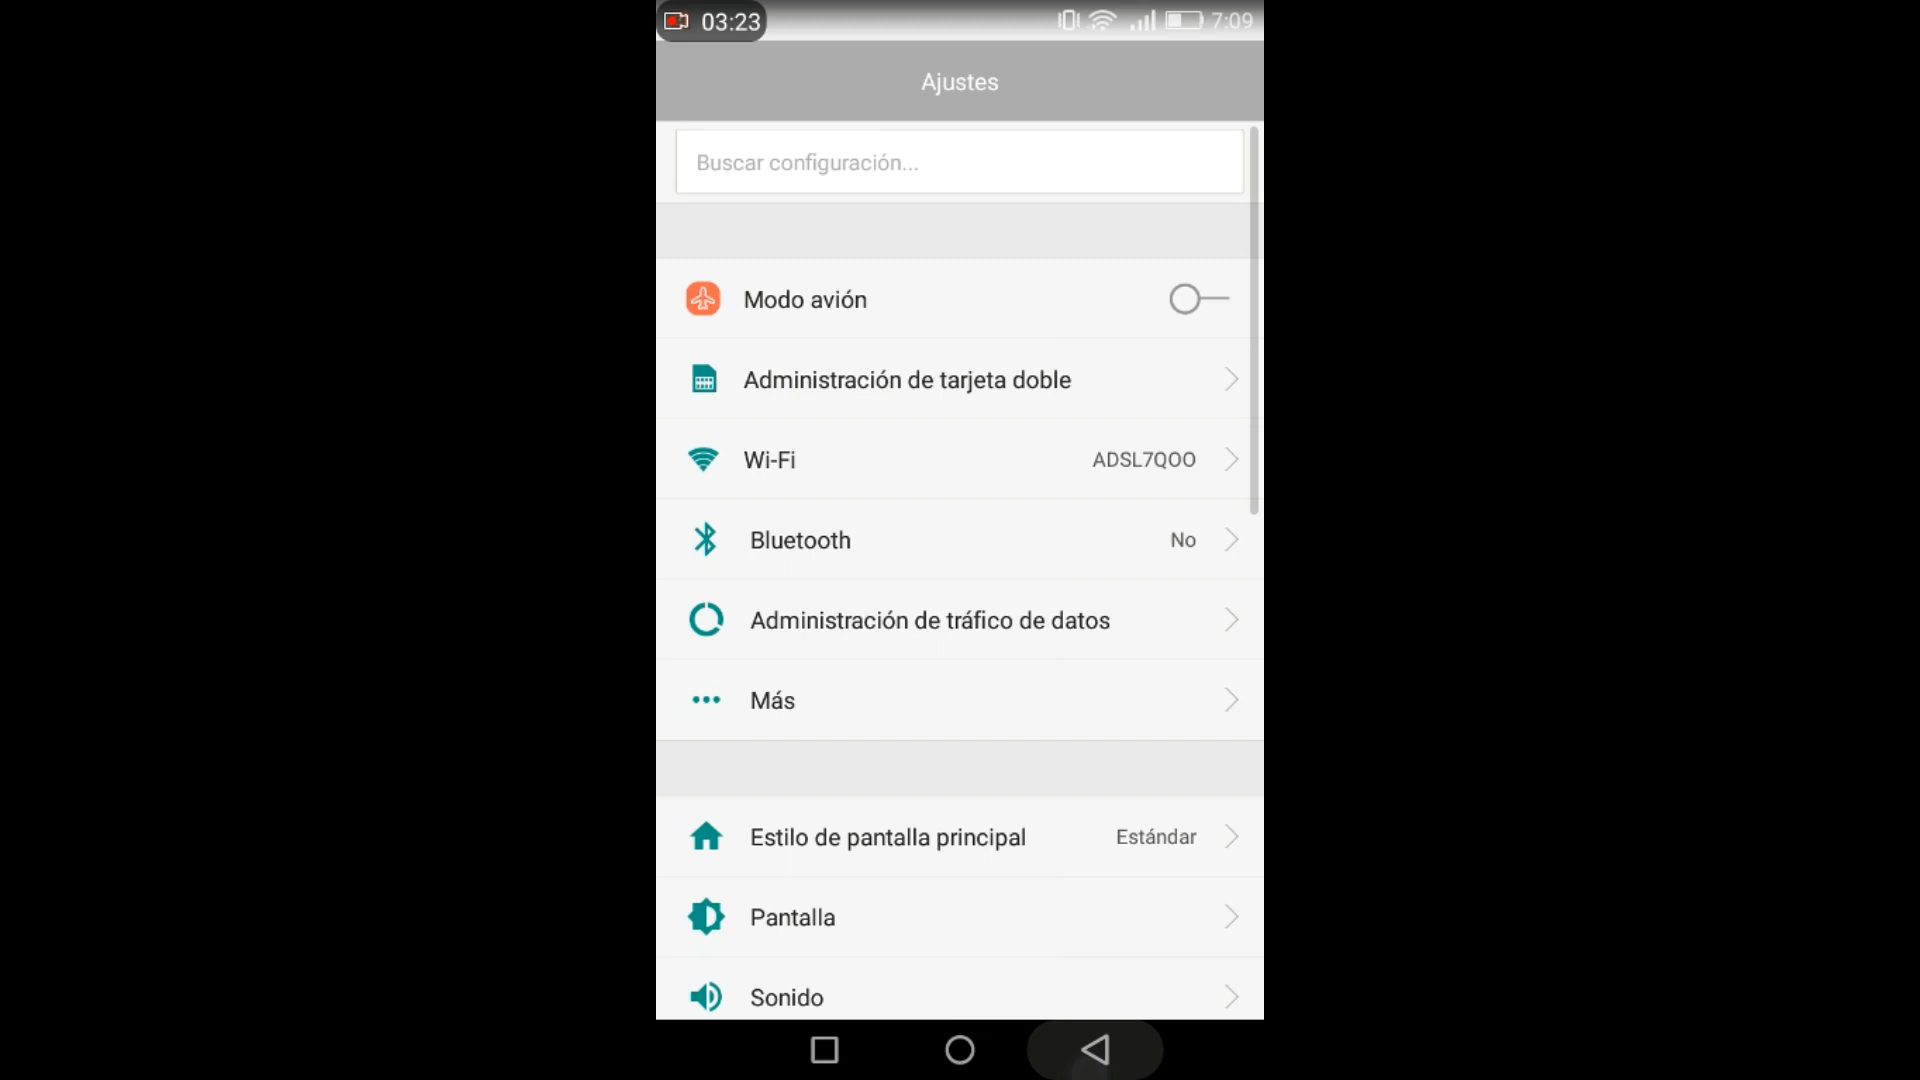 03:23
7:09
Ajustes
Buscar configuración...
Modo avión
Administración de tarjeta doble
Wi-Fi ADSL7QOO
Bluetooth No
Administración de tráfico de datos
Más
Estilo de pantalla principal Estándar
Pantalla
Sonido